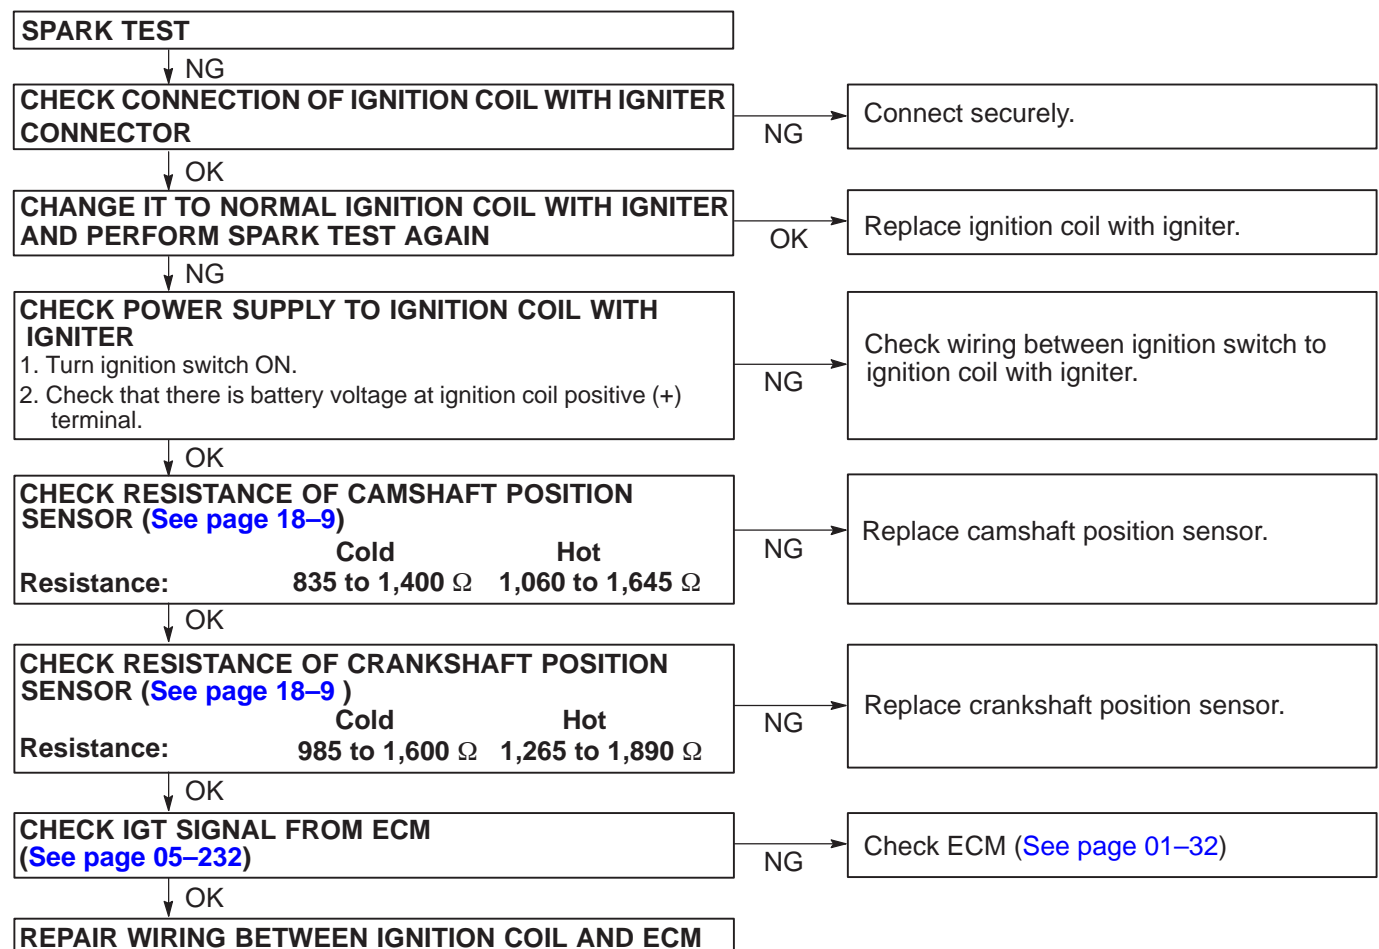 SPARK TEST
NG
CHECK CONNECTION OF IGNITION COIL WITH IGNITER
CONNECTOR
NG
Connect securely.
OK
CHANGE IT TO NORMAL IGNITION COIL WITH IGNITER
AND PERFORM SPARK TEST AGAIN
OK
Replace ignition coil with igniter.
NG
CHECK POWER SUPPLY TO IGNITION COIL WITH
IGNITER
1. Turn ignition switch ON.
2. Check that there is battery voltage at ignition coil positive (+)
terminal.
NG
Check wiring between ignition switch to
ignition coil with igniter.
OK
CHECK RESISTANCE OF CAMSHAFT POSITION
SENSOR (See page 18–9)
Cold Hot
Resistance: 835 to 1,400 Ω 1,060 to 1,645 Ω
NG
Replace camshaft position sensor.
OK
CHECK RESISTANCE OF CRANKSHAFT POSITION
SENSOR (See page 18–9 )
Cold Hot
Resistance: 985 to 1,600 Ω 1,265 to 1,890 Ω
NG
Replace crankshaft position sensor.
OK
CHECK IGT SIGNAL FROM ECM
(See page 05–232)
NG
Check ECM (See page 01–32)
OK
REPAIR WIRING BETWEEN IGNITION COIL AND ECM